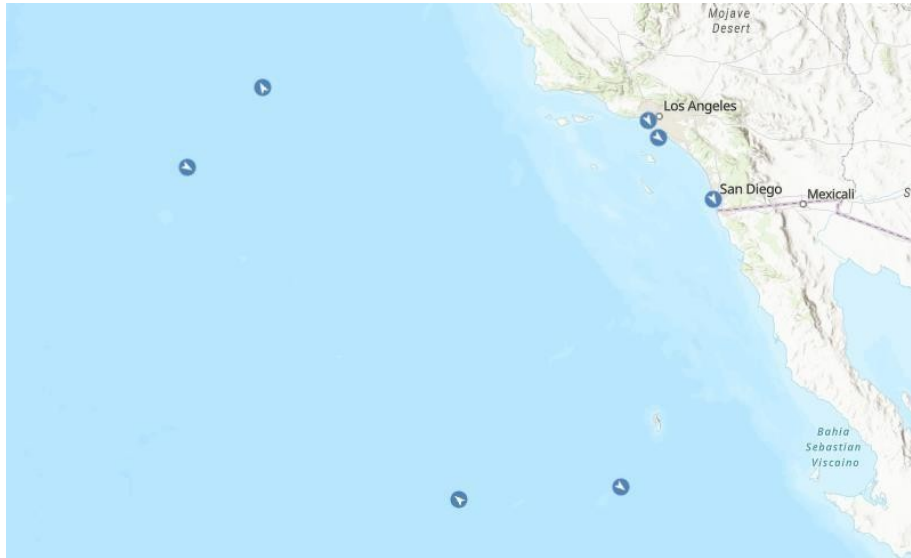 Mojave
Desert
Los Angeles
San Diego
Mexicali
S
Bahia
Sebastian
Viscaino